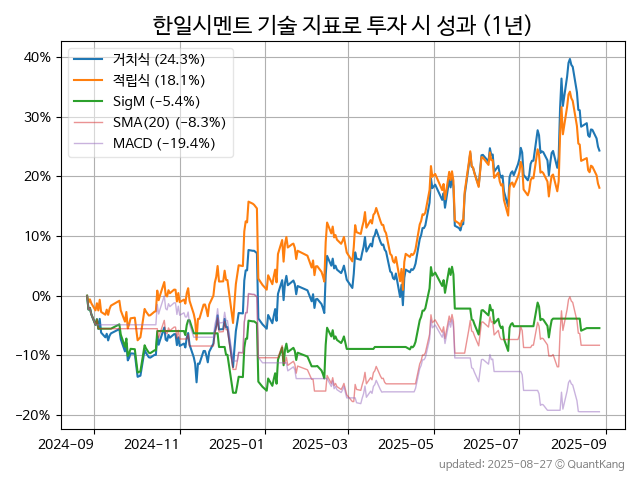 한일시멘트 기술 지표로 투자 시 성과 (1년)
거치식 (24.3%)
적립식 (18.1%)
SigM (−5.4%)
SMA(20) (−8.3%)
MACD (−19.4%)
40%
30%
20%
10%
0%
−10%
−20%
2024-09
2024-11
2025-01
2025-03
2025-05
2025-07
2025-09
updated: 2025-08-27 © QuantKang